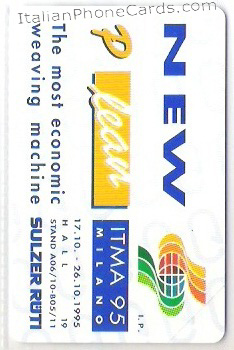 ItalianPhoneCards.com
NEW
P lean
ITMA 95
MILANO
I.P.
17.10. - 26.10.1995
HALL 19
STAND A06/10-B05/11
The most economic
weaving machine
SULZER RÜTI